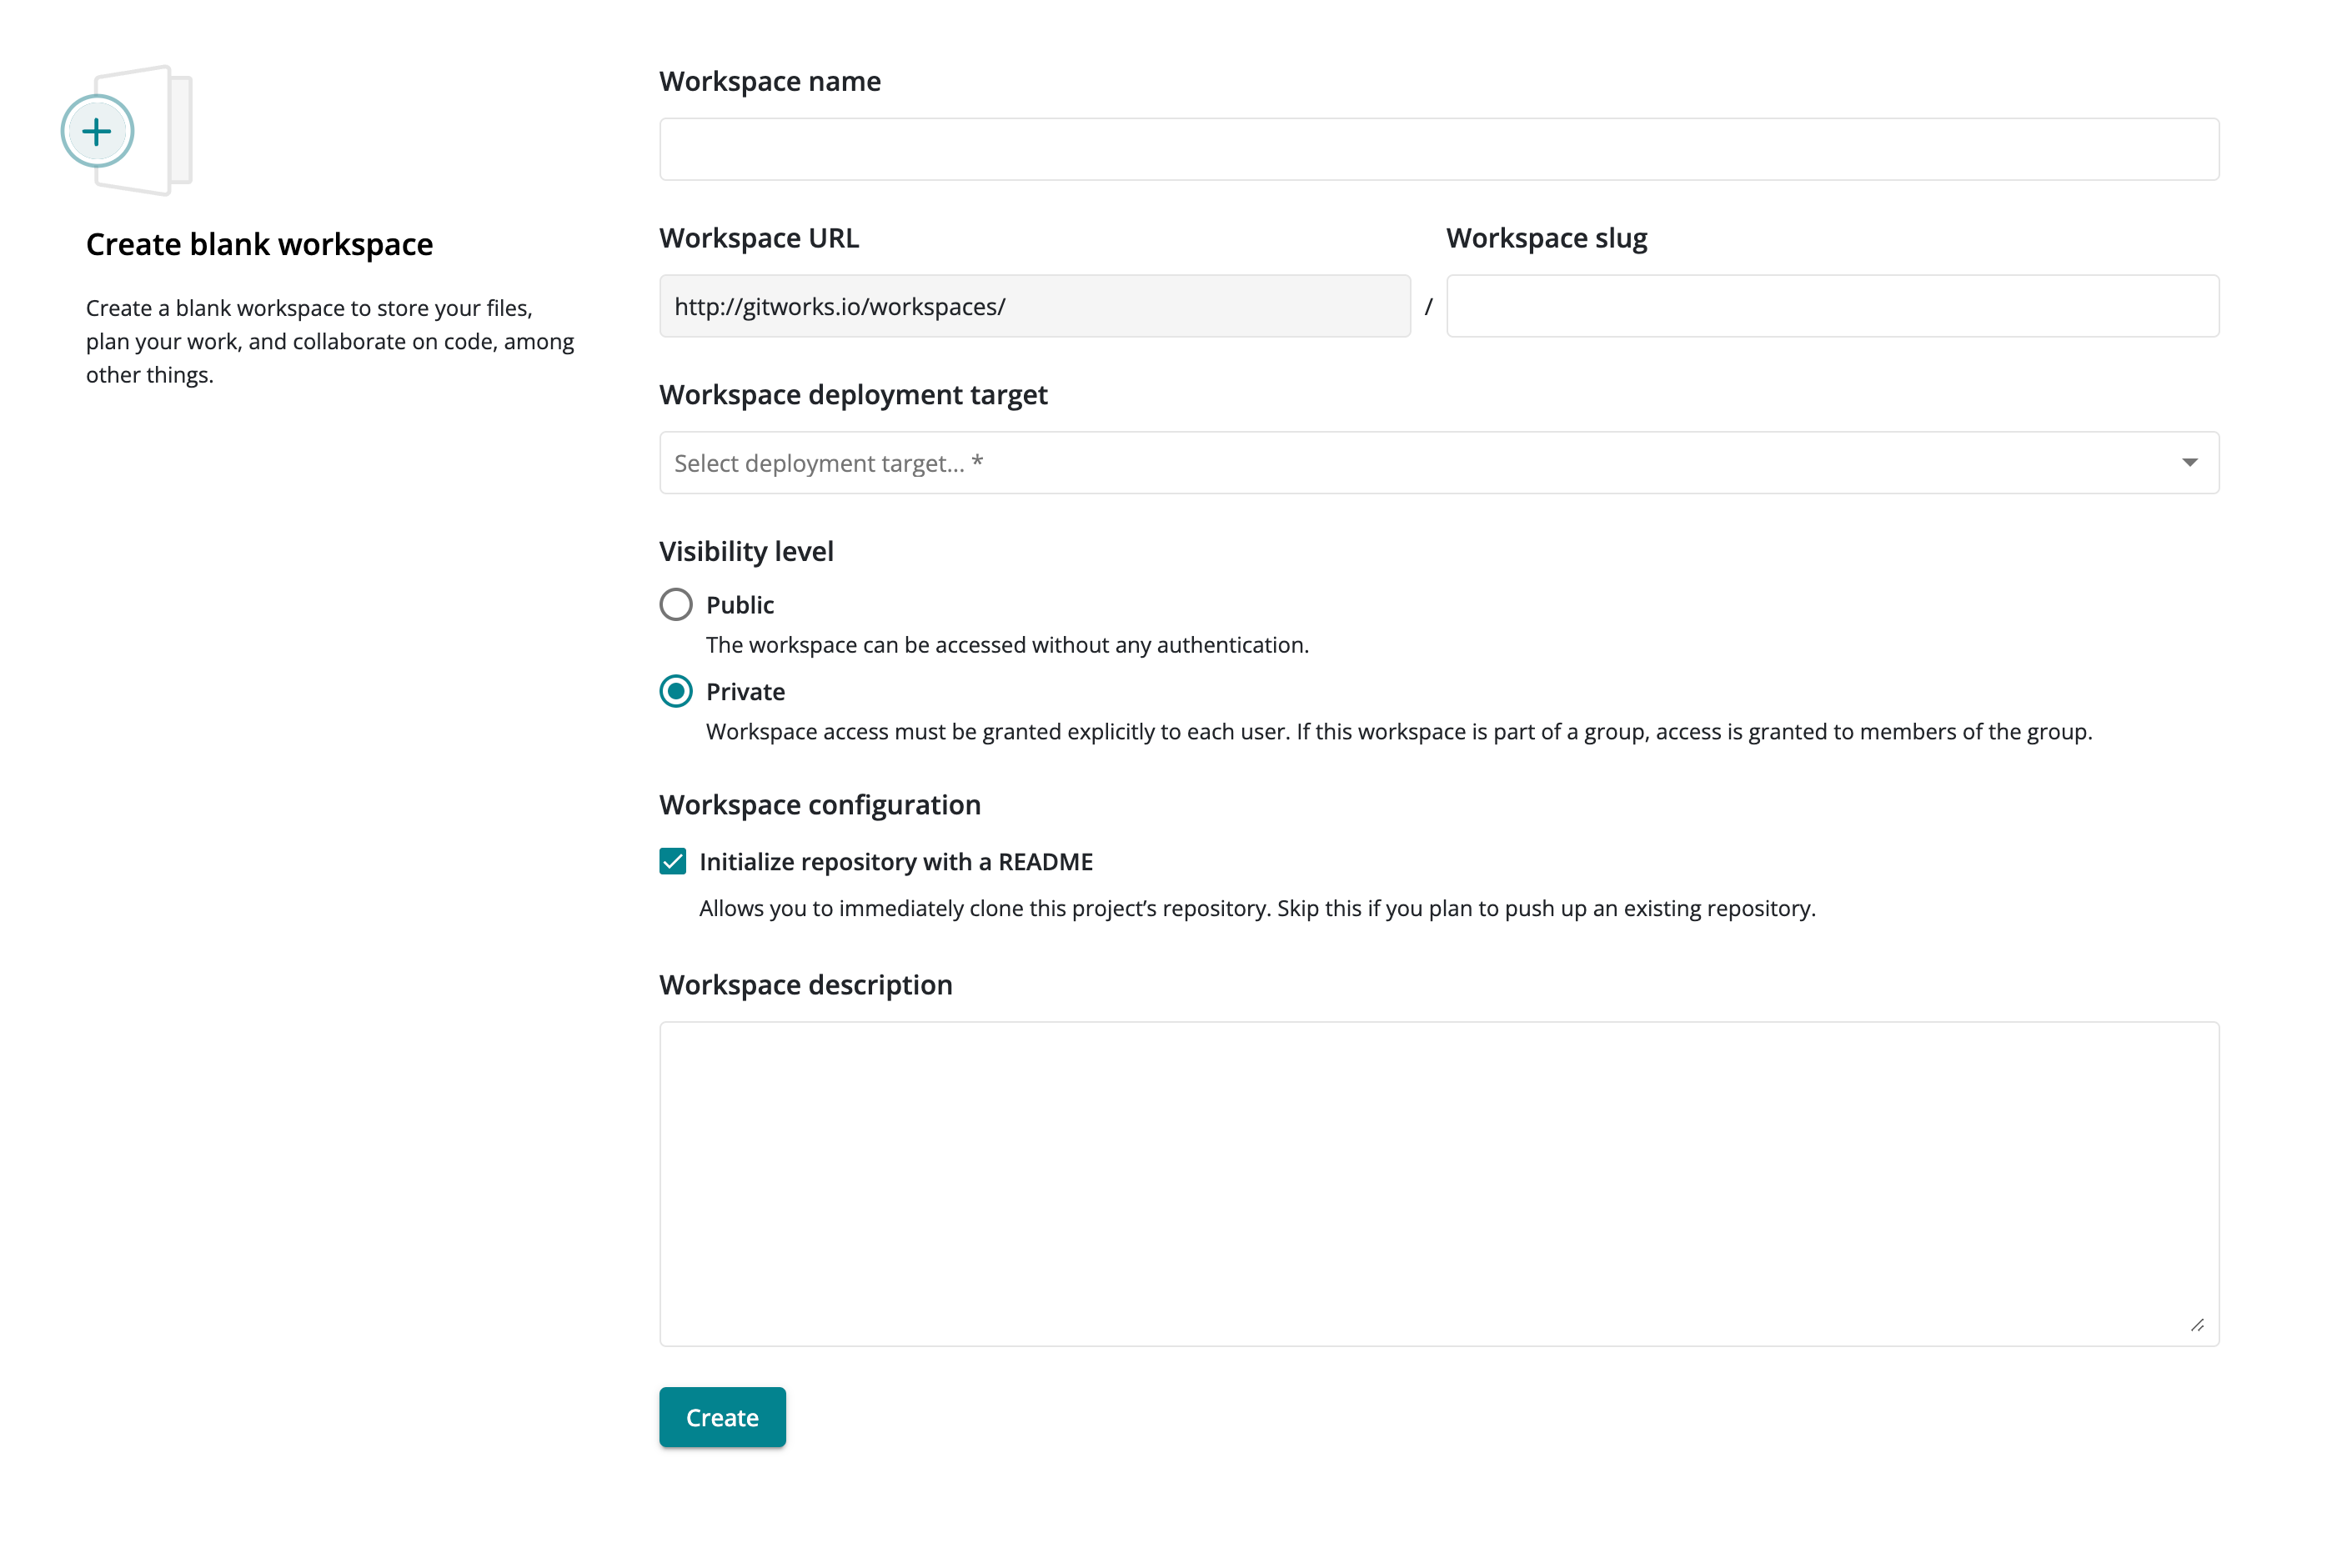 Create blank workspace
Create a blank workspace to store your files,
plan your work, and collaborate on code, among
other things.
Workspace name
Workspace URL
Workspace slug
http://gitworks.io/workspaces/
/
Workspace deployment target
Select deployment target... *
Visibility level
Public
The workspace can be accessed without any authentication.
Private
Workspace access must be granted explicitly to each user. If this workspace is part of a group, access is granted to members of the group.
Workspace configuration
Initialize repository with a README
Allows you to immediately clone this project’s repository. Skip this if you plan to push up an existing repository.
Workspace description
Create